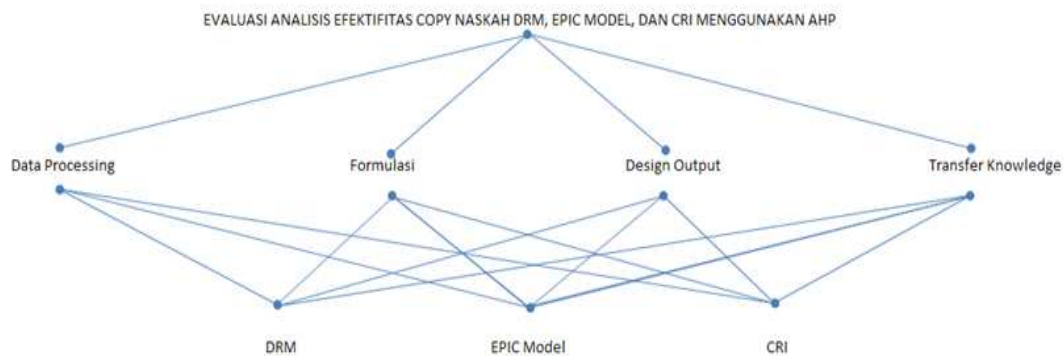 EVALUASI ANALISIS EFEKTIFITAS COPY NASKAH DRM, EPIC MODEL, DAN CRI MENGGUNAKAN AHP
Data Processing
Formulasi
Design Output
Transfer Knowledge
DRM
EPIC Model
CRI